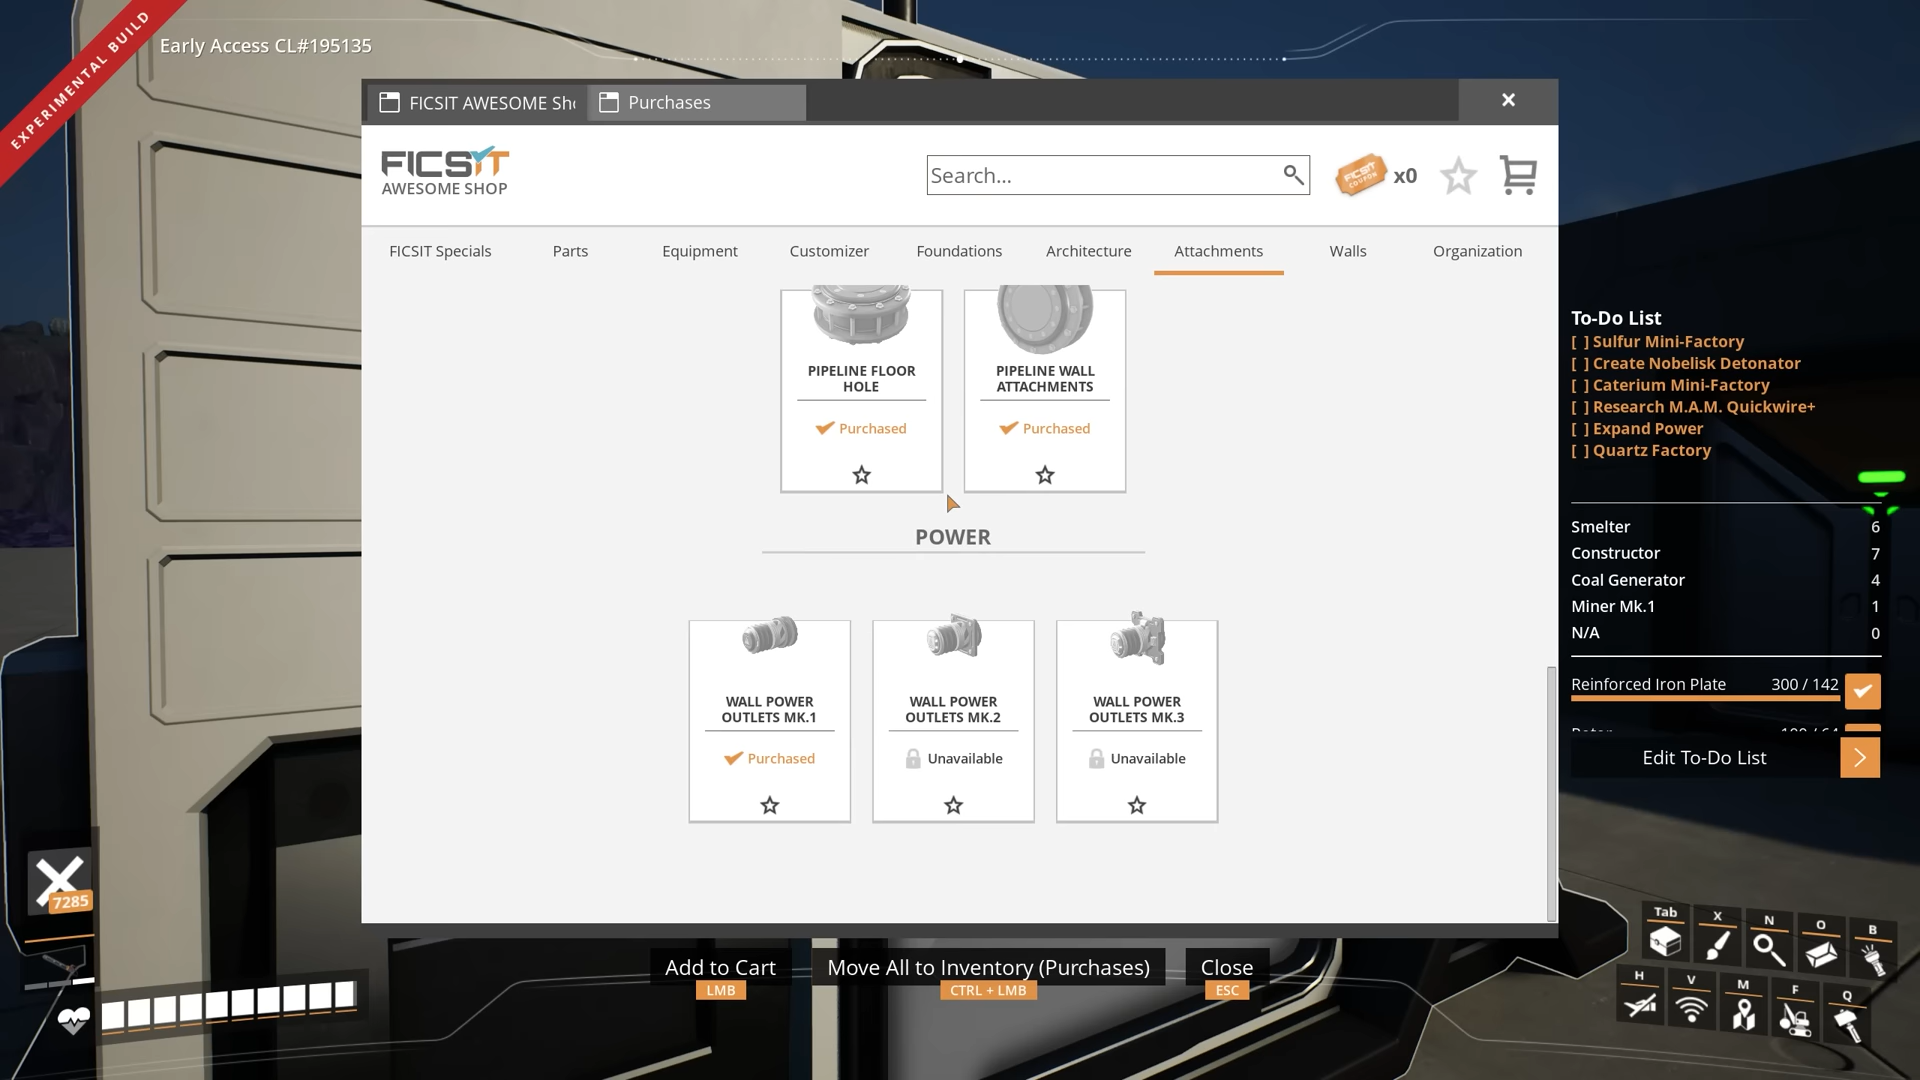 EXPERIMENTAL BUILD
Early Access CL#195135
FICSIT AWESOME Sh
Purchases
FICSIT
AWESOME SHOP
Search...
FICSIT COUPON
x0
FICSIT Specials
Parts
Equipment
Customizer
Foundations
Architecture
Attachments
Walls
Organization
PIPELINE FLOOR
HOLE
Purchased
PIPELINE WALL
ATTACHMENTS
Purchased
POWER
WALL POWER
OUTLETS MK.1
Purchased
WALL POWER
OUTLETS MK.2
Unavailable
WALL POWER
OUTLETS MK.3
Unavailable
To-Do List
[ ] Sulfur Mini-Factory
[ ] Create Nobelisk Detonator
[ ] Caterium Mini-Factory
[ ] Research M.A.M. Quickwire+
[ ] Expand Power
[ ] Quartz Factory
Smelter 6
Constructor 7
Coal Generator 4
Miner Mk.1 1
N/A 0
Reinforced Iron Plate 300 / 142
Edit To-Do List
7285
Add to Cart
LMB
Move All to Inventory (Purchases)
CTRL + LMB
Close
ESC
Tab
X
N
O
B
H
V
M
F
Q